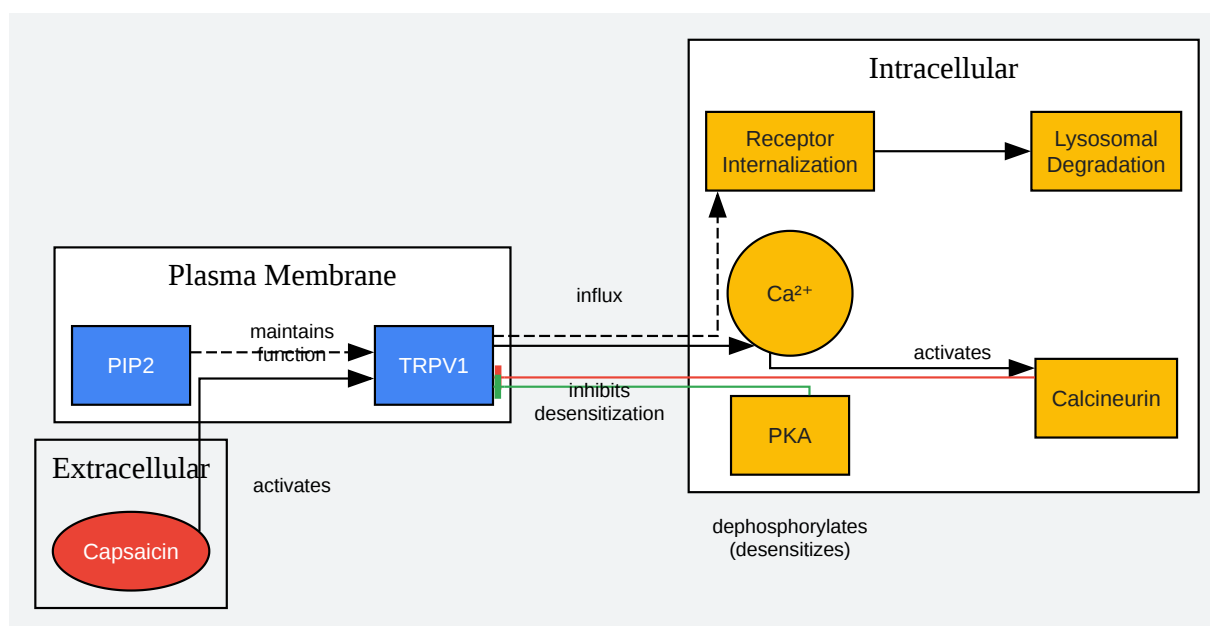 Intracellular
Receptor
Internalization
Lysosomal
Degradation
Plasma Membrane
Ca²⁺
influx
maintains
function
PIP2
TRPV1
activates
inhibits
desensitization
Calcineurin
PKA
Extracellular
activates
Capsaicin
dephosphorylates
(desensitizes)